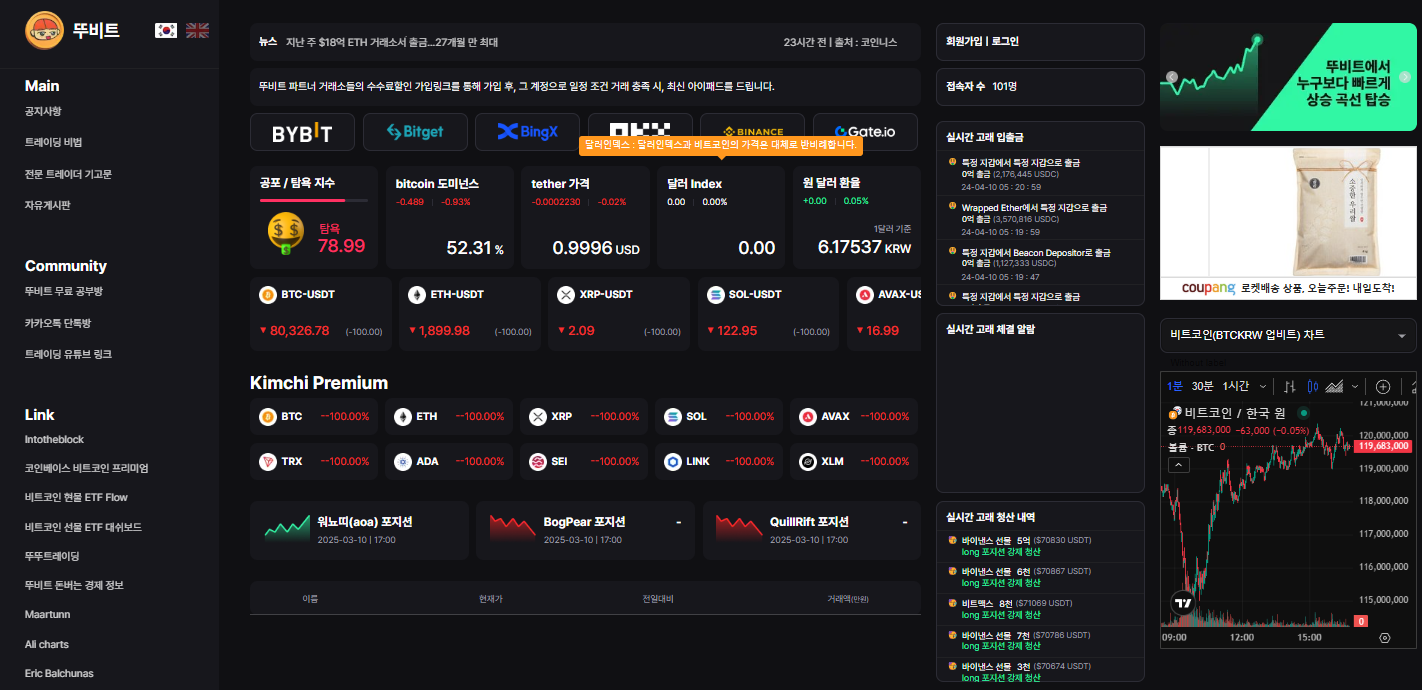 뚜비트
Main
공지사항
트레이딩 비법
전문 트레이더 기고문
자유게시판
Community
뚜비트 무료 공부방
카카오톡 단톡방
트레이딩 유튜브 링크
Link
Intotheblock
코인베이스 비트코인 프리미엄
비트코인 현물 ETF Flow
비트코인 선물 ETF 대쉬보드
뚜뚜트레이딩
뚜비트 돈버는 경제 정보
Maartunn
Ali charts
Eric Balchunas
뉴스 지난 주 $18억 ETH 거래소서 출금...27개월 만 최대 23시간 전 | 출처 : 코인니스
뚜비트 파트너 거래소들의 수수료할인 가입링크를 통해 가입 후, 그 계정으로 일정 조건 거래 충족 시, 최신 아이패드를 드립니다.
BYBIT Bitget BingX BINANCE Gate.io
달러인덱스 : 달러인덱스과 비트코인의 가격은 대체로 반비례합니다.
공포 / 탐욕 지수
탐욕
78.99
bitcoin 도미넌스
-0.489 -0.93%
52.31 %
tether 가격
-0.0002230 -0.02%
0.9996 USD
달러 Index
0.00 0.00%
0.00
원 달러 환율
+0.00 0.05%
1달러 기준
6.17537 KRW
BTC-USDT
▼ 80,326.78 (-100.00)
ETH-USDT
▼ 1,899.98 (-100.00)
XRP-USDT
▼ 2.09 (-100.00)
SOL-USDT
▼ 122.95 (-100.00)
AVAX-US
▼ 16.99
Kimchi Premium
BTC --100.00% ETH --100.00% XRP --100.00% SOL --100.00% AVAX --100.00%
TRX --100.00% ADA --100.00% SEI --100.00% LINK --100.00% XLM --100.00%
워뇨띠(aoa) 포지션
2025-03-10 | 17:00
BogPear 포지션 -
2025-03-10 | 17:00
QuillRift 포지션 -
2025-03-10 | 17:00
이름 현재가 전일대비 거래액(만원)
회원가입 | 로그인
접속자 수 101명
실시간 고래 입출금
특정 지갑에서 특정 지갑으로 출금
0억 출금 (2,176,445 USDC)
24-04-10 05 : 20 : 59
Wrapped Ether에서 특정 지갑으로 출금
0억 출금 (3,570,816 USDC)
24-04-10 05 : 19 : 59
특정 지갑에서 Beacon Depositor로 출금
0억 출금 (1,127,333 USDC)
24-04-10 05 : 19 : 47
특정 지갑에서 특정 지갑으로 출금
실시간 고래 체결 알람
실시간 고래 청산 내역
바이낸스 선물 5억 ($70830 USDT)
long 포지션 강제 청산
바이낸스 선물 6천 ($70867 USDT)
long 포지션 강제 청산
비트맥스 8천 ($71069 USDT)
long 포지션 강제 청산
바이낸스 선물 7천 ($70786 USDT)
long 포지션 강제 청산
바이낸스 선물 3천 ($70674 USDT)
long 포지션 강제 청산
뚜비트에서
누구보다 빠르게
상승 곡선 탑승
소중한 우리쌀
coupang 로켓배송 상품, 오늘주문! 내일도착!
비트코인(BTCKRW 업비트) 차트
1분 30분 1시간
비트코인 / 한국 원
종119,683,000 -63,000 (-0.05%)
볼륨 · BTC 0
121,000,000
120,000,000
119,683,000
119,000,000
118,000,000
117,000,000
116,000,000
115,000,000
0
09:00 12:00 15:00